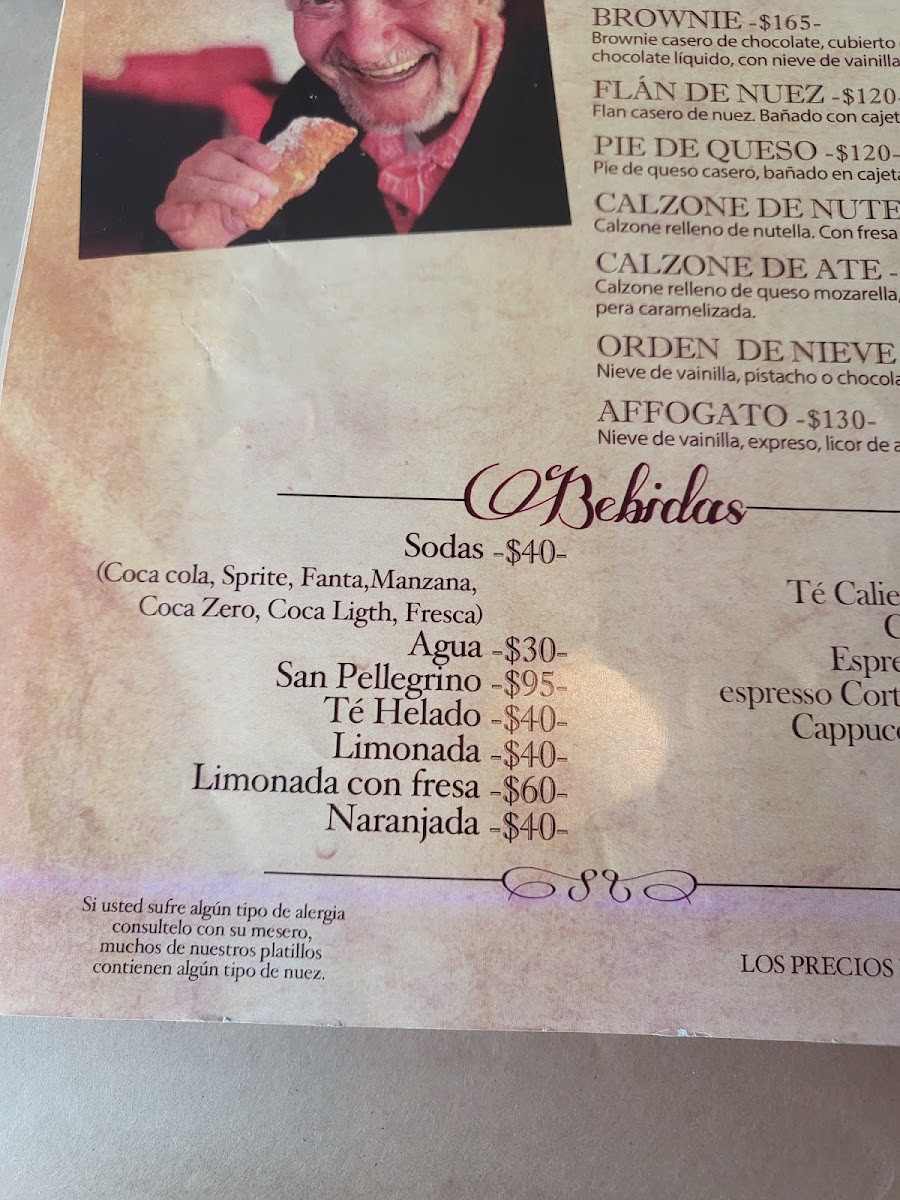 BROWNIE -$165-
Brownie casero de chocolate, cubierto
chocolate líquido, con nieve de vainilla
FLÁN DE NUEZ -$120-
Flan casero de nuez. Bañado con cajet
PIE DE QUESO -$120-
Pie de queso casero, bañado en cajeta
CALZONE DE NUTE
Calzone relleno de nutella. Con fresa
CALZONE DE ATE -
Calzone relleno de queso mozarella,
pera caramelizada.
ORDEN DE NIEVE
Nieve de vainilla, pistacho o chocola
AFFOGATO -$130-
Nieve de vainilla, expreso, licor de a
Bebidas
Sodas -$40-
(Coca cola, Sprite, Fanta,Manzana,
Coca Zero, Coca Ligth, Fresca)
Agua -$30-
San Pellegrino -$95-
Té Helado -$40-
Limonada -$40-
Limonada con fresa -$60-
Naranjada -$40-
Té Calie
C
Espre
espresso Cort
Cappucc
Si usted sufre algún tipo de alergia
consultelo con su mesero,
muchos de nuestros platillos
contienen algún tipo de nuez.
LOS PRECIOS